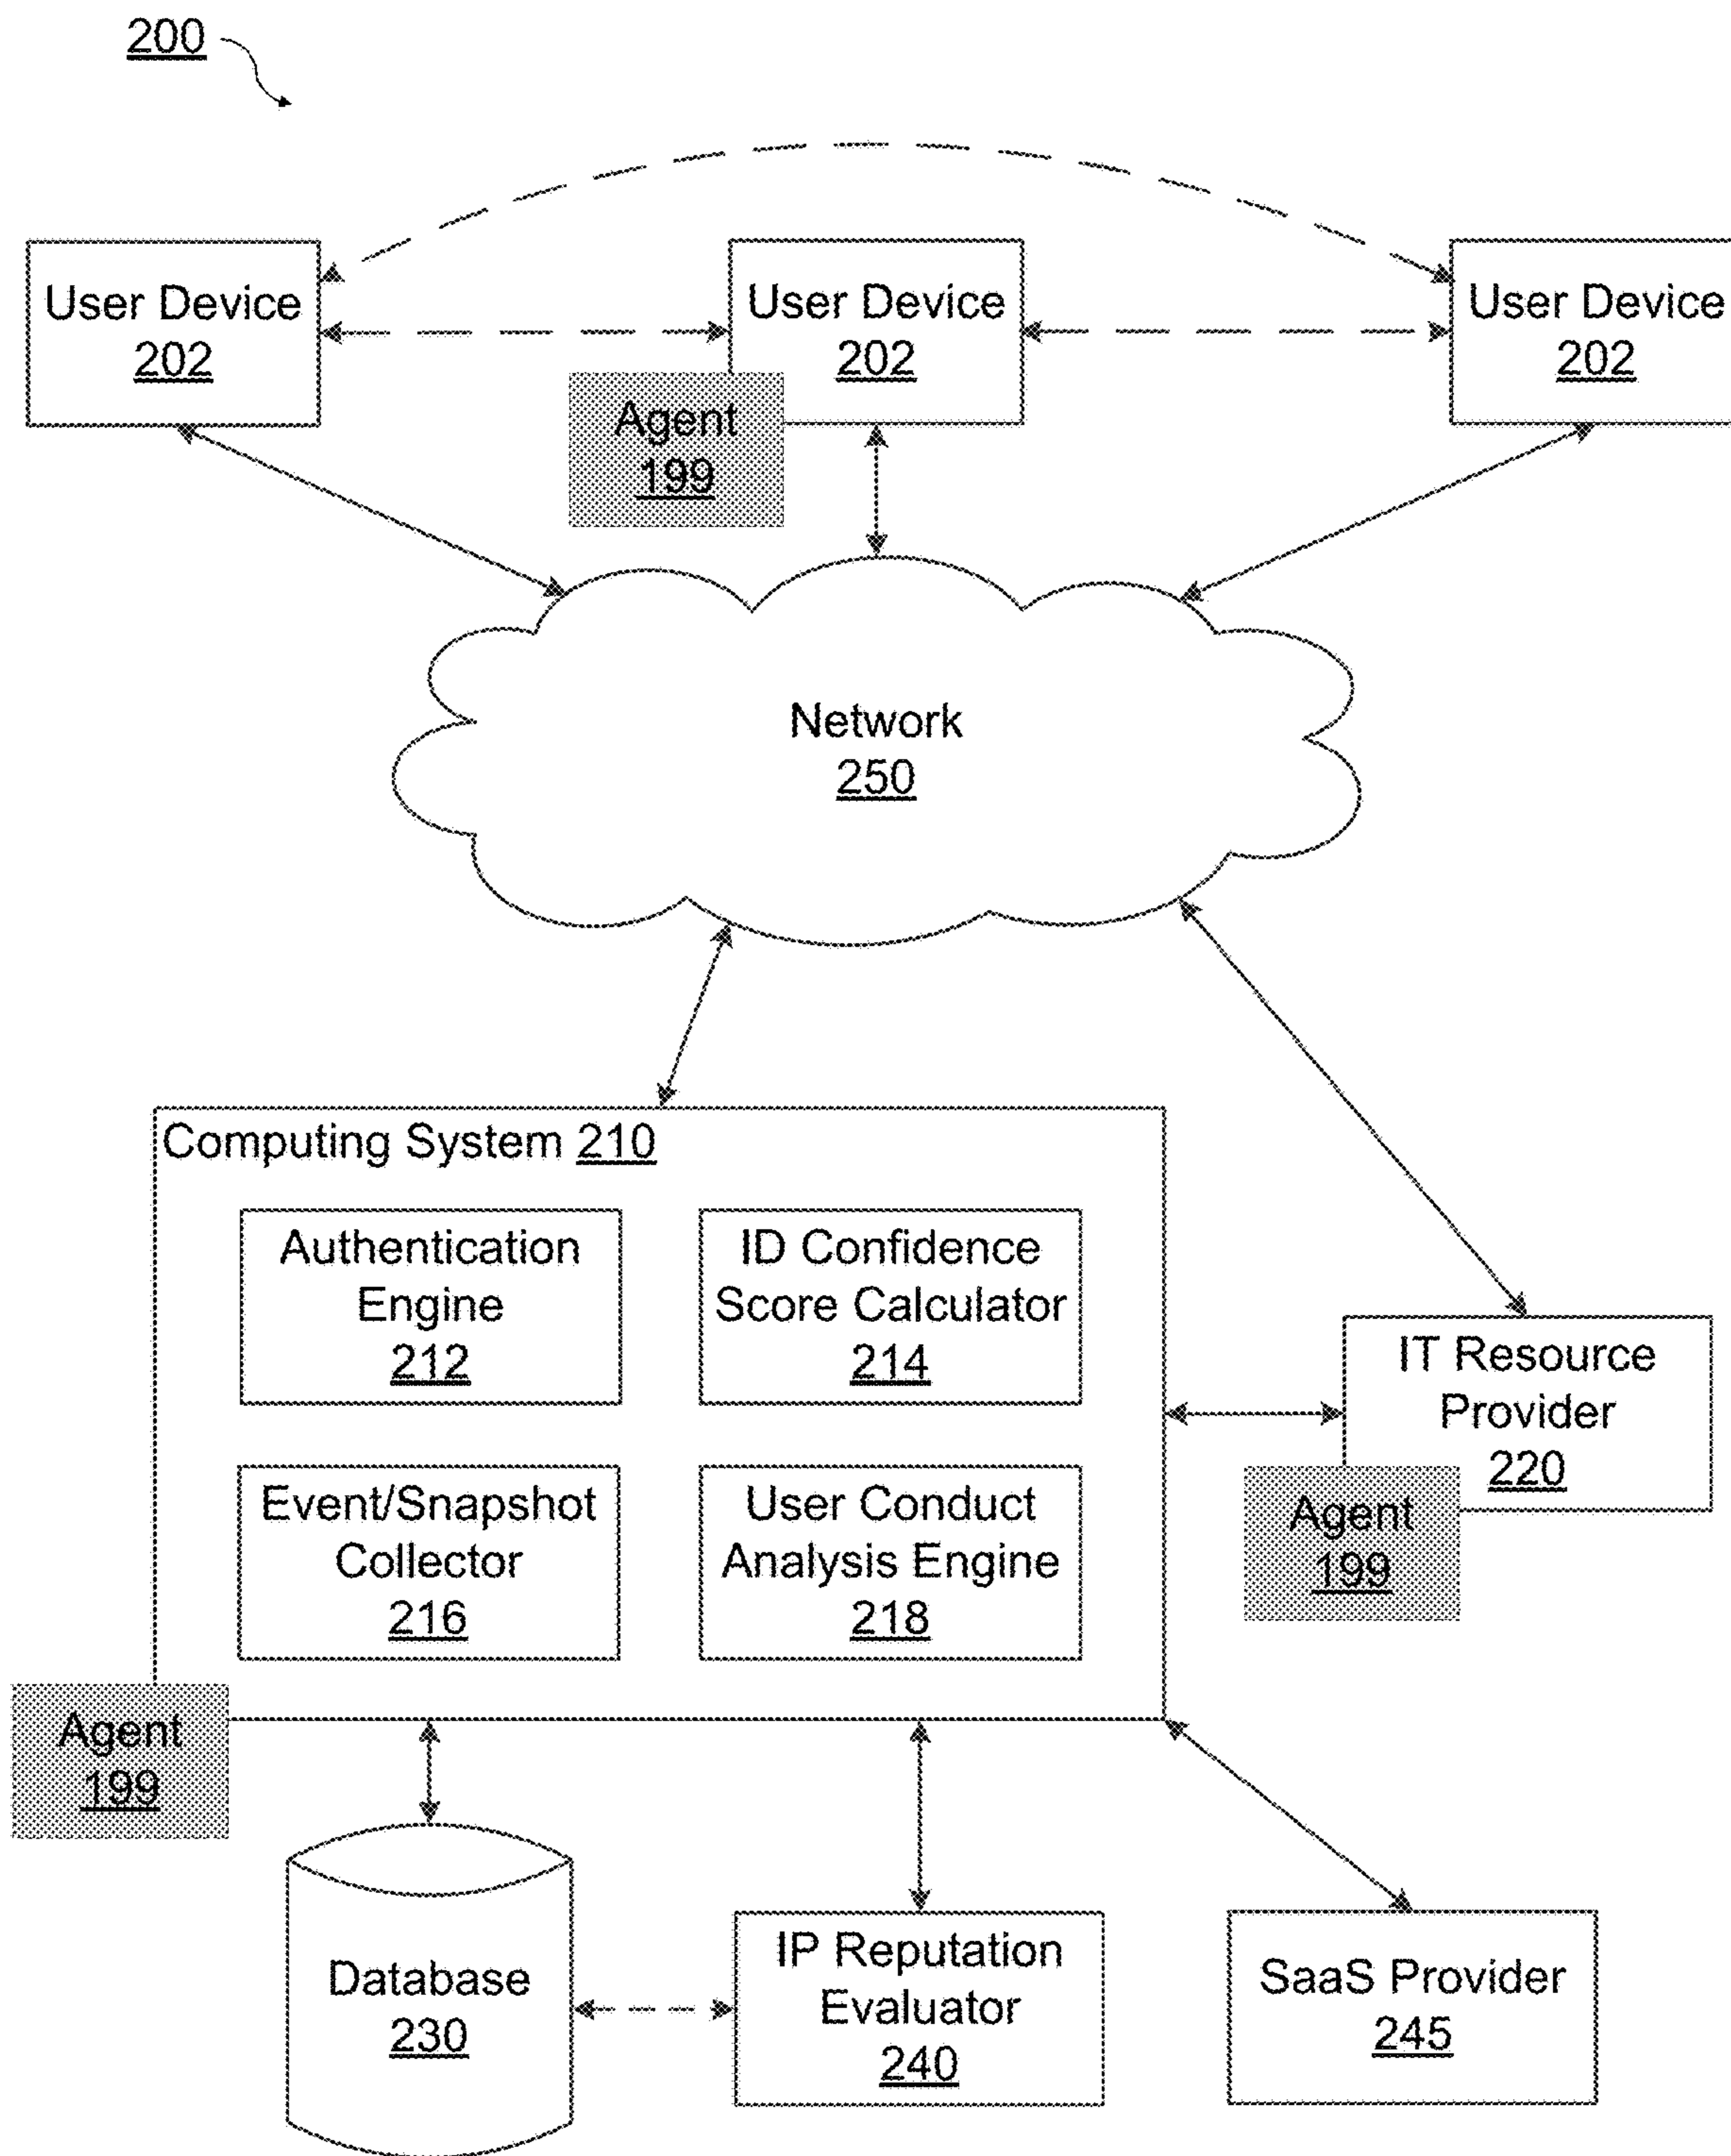 200
User Device
202
User Device
202
User Device
202
Agent
199
Network
250
Computing System 210
Authentication
Engine
212
ID Confidence
Score Calculator
214
Event/Snapshot
Collector
216
User Conduct
Analysis Engine
218
IT Resource
Provider
220
Agent
199
Agent
199
Database
230
IP Reputation
Evaluator
240
SaaS Provider
245